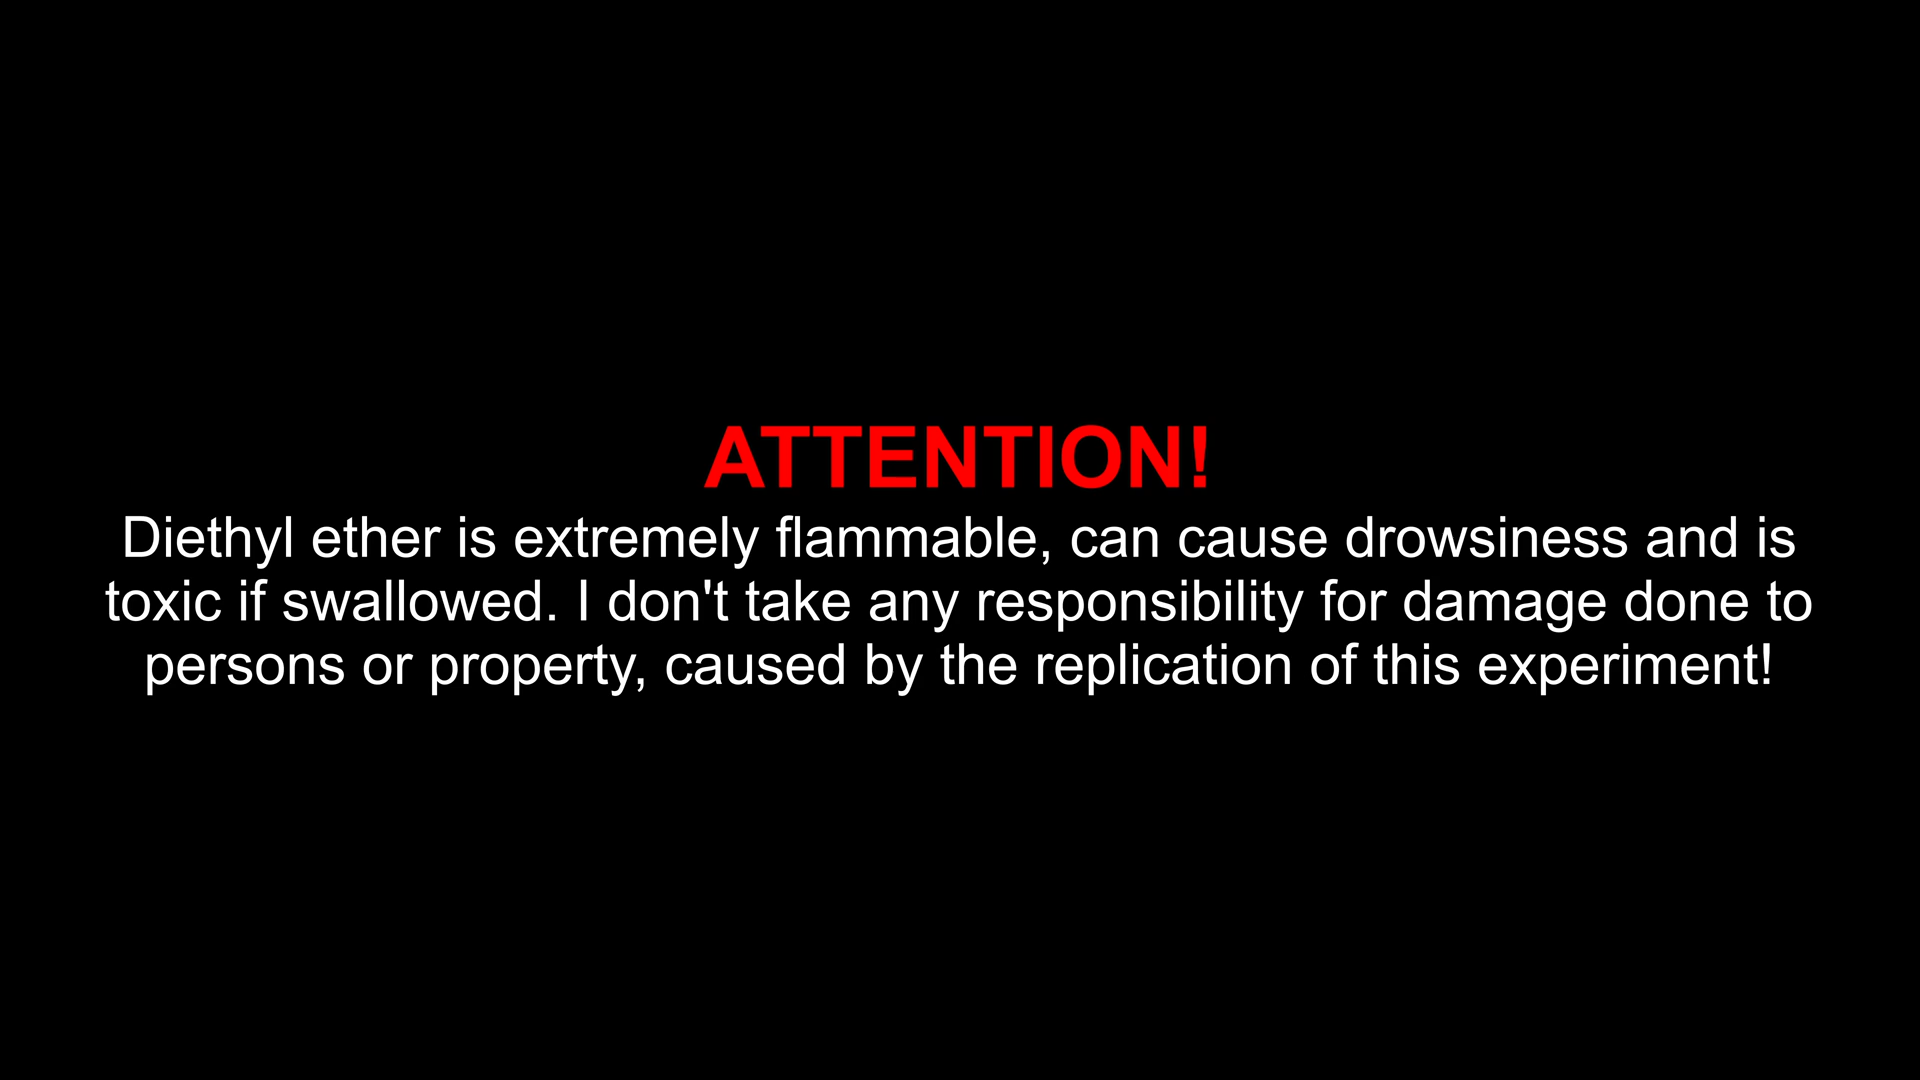 ATTENTION!
Diethyl ether is extremely flammable, can cause drowsiness and is
toxic if swallowed. I don't take any responsibility for damage done to
persons or property, caused by the replication of this experiment!